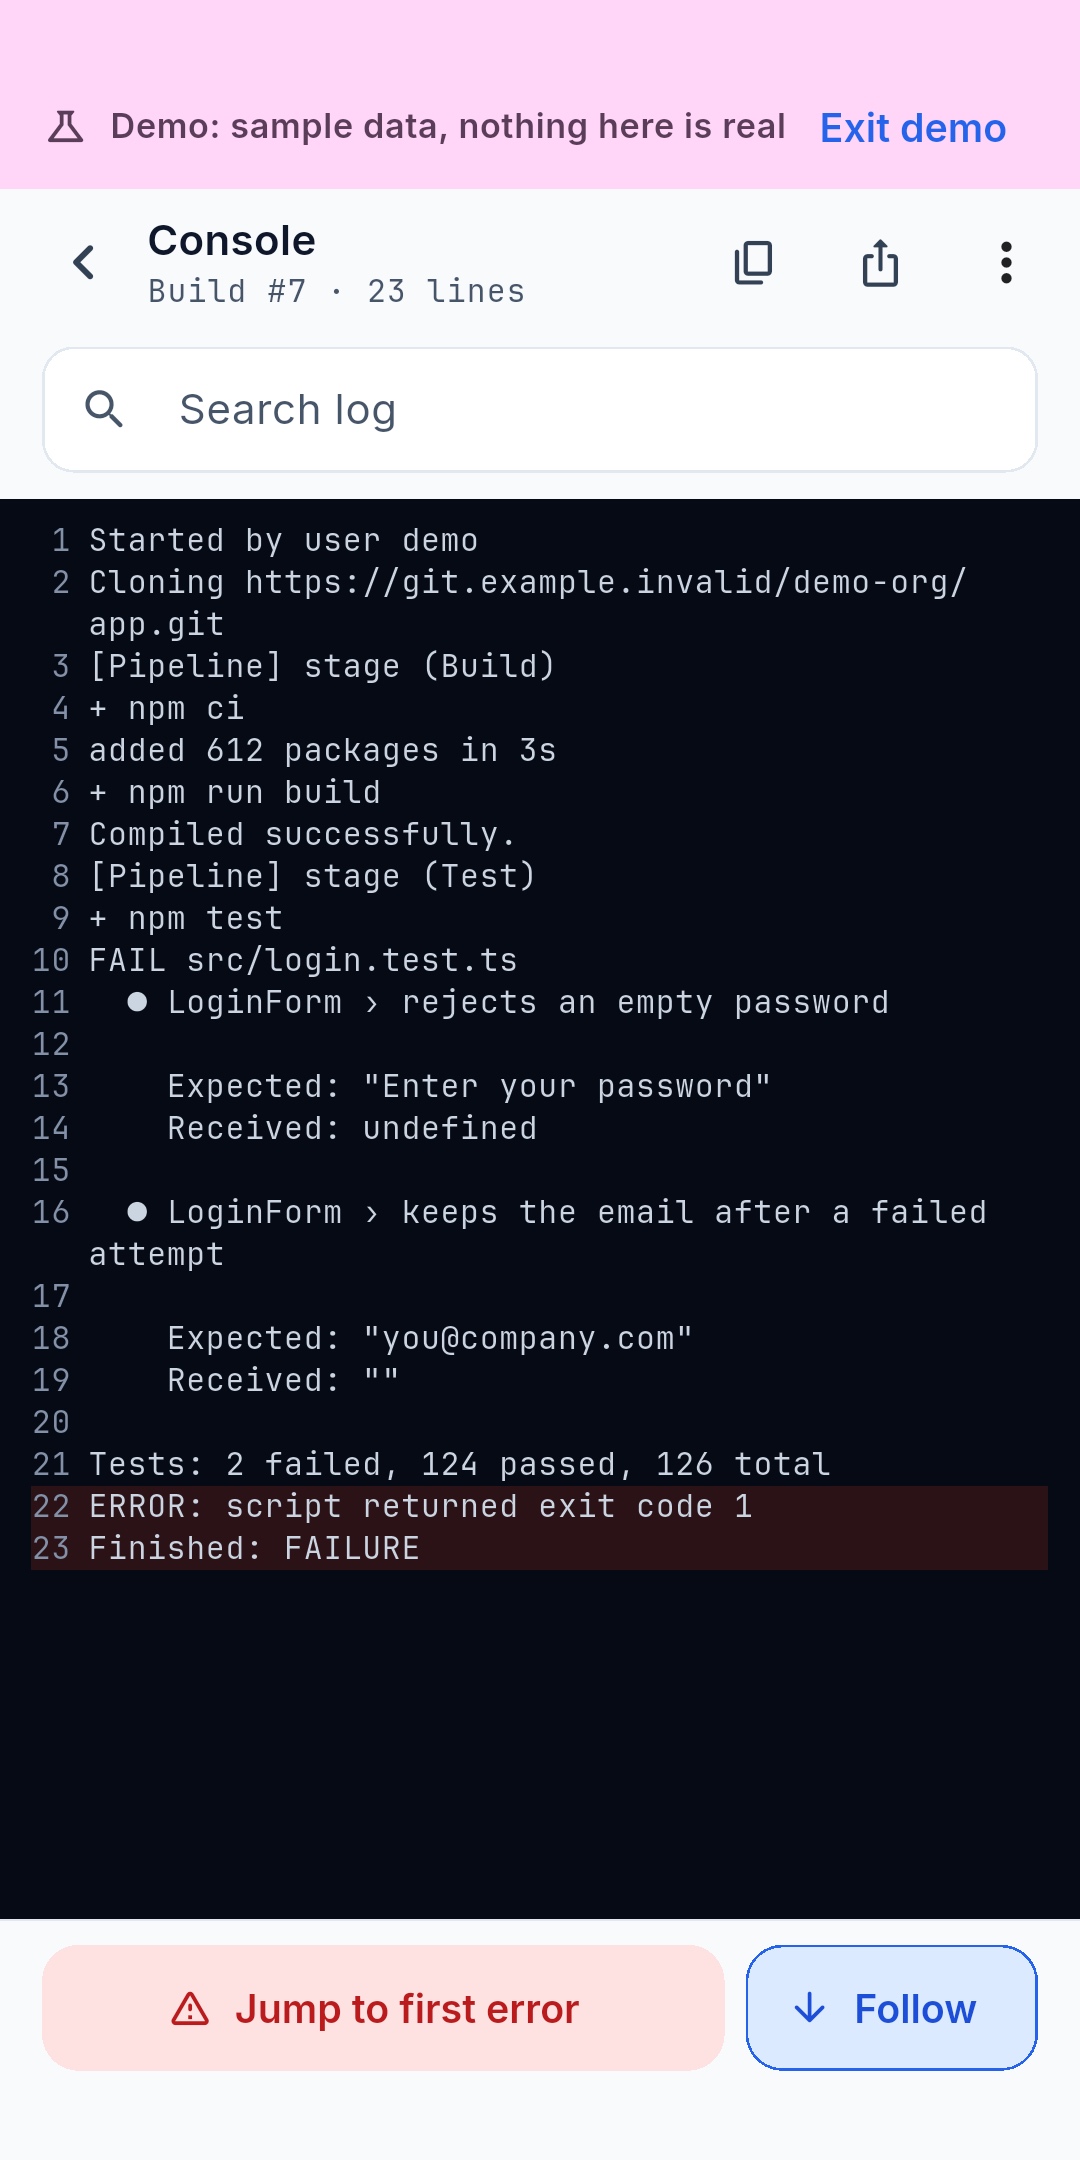 Demo: sample data, nothing here is real Exit demo
Console
Build #7 · 23 lines
Search log
1 Started by user demo
2 Cloning https://git.example.invalid/demo-org/
app.git
3 [Pipeline] stage (Build)
4 + npm ci
5 added 612 packages in 3s
6 + npm run build
7 Compiled successfully.
8 [Pipeline] stage (Test)
9 + npm test
10 FAIL src/login.test.ts
11 ● LoginForm › rejects an empty password
12
13 Expected: "Enter your password"
14 Received: undefined
15
16 ● LoginForm › keeps the email after a failed
attempt
17
18 Expected: "you@company.com"
19 Received: ""
20
21 Tests: 2 failed, 124 passed, 126 total
22 ERROR: script returned exit code 1
23 Finished: FAILURE
Jump to first error
Follow